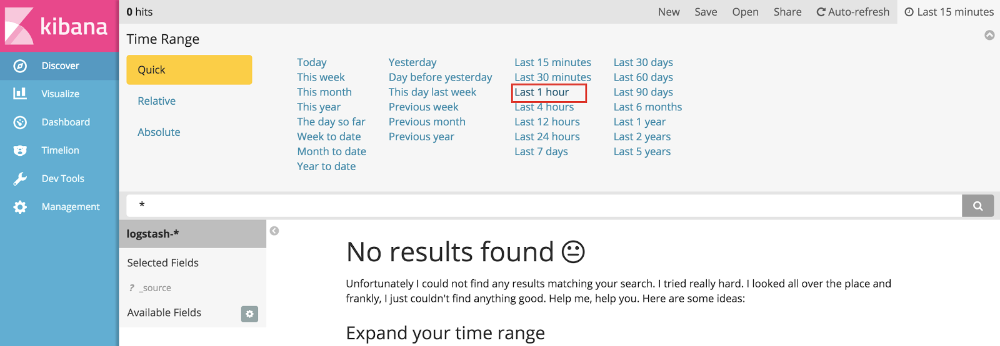 kibana
Discover
Visualize
Dashboard
Timelion
Dev Tools
Management
0 hits
New Save Open Share Auto-refresh Last 15 minutes
Time Range
Quick
Relative
Absolute
Today
This week
This month
This year
The day so far
Week to date
Month to date
Year to date
Yesterday
Day before yesterday
This day last week
Previous week
Previous month
Previous year
Last 15 minutes
Last 30 minutes
Last 1 hour
Last 4 hours
Last 12 hours
Last 24 hours
Last 7 days
Last 30 days
Last 60 days
Last 90 days
Last 6 months
Last 1 year
Last 2 years
Last 5 years
*
logstash-*
Selected Fields
? _source
Available Fields
No results found
Unfortunately I could not find any results matching your search. I tried really hard. I looked all over the place and
frankly, I just couldn't find anything good. Help me, help you. Here are some ideas:
Expand your time range